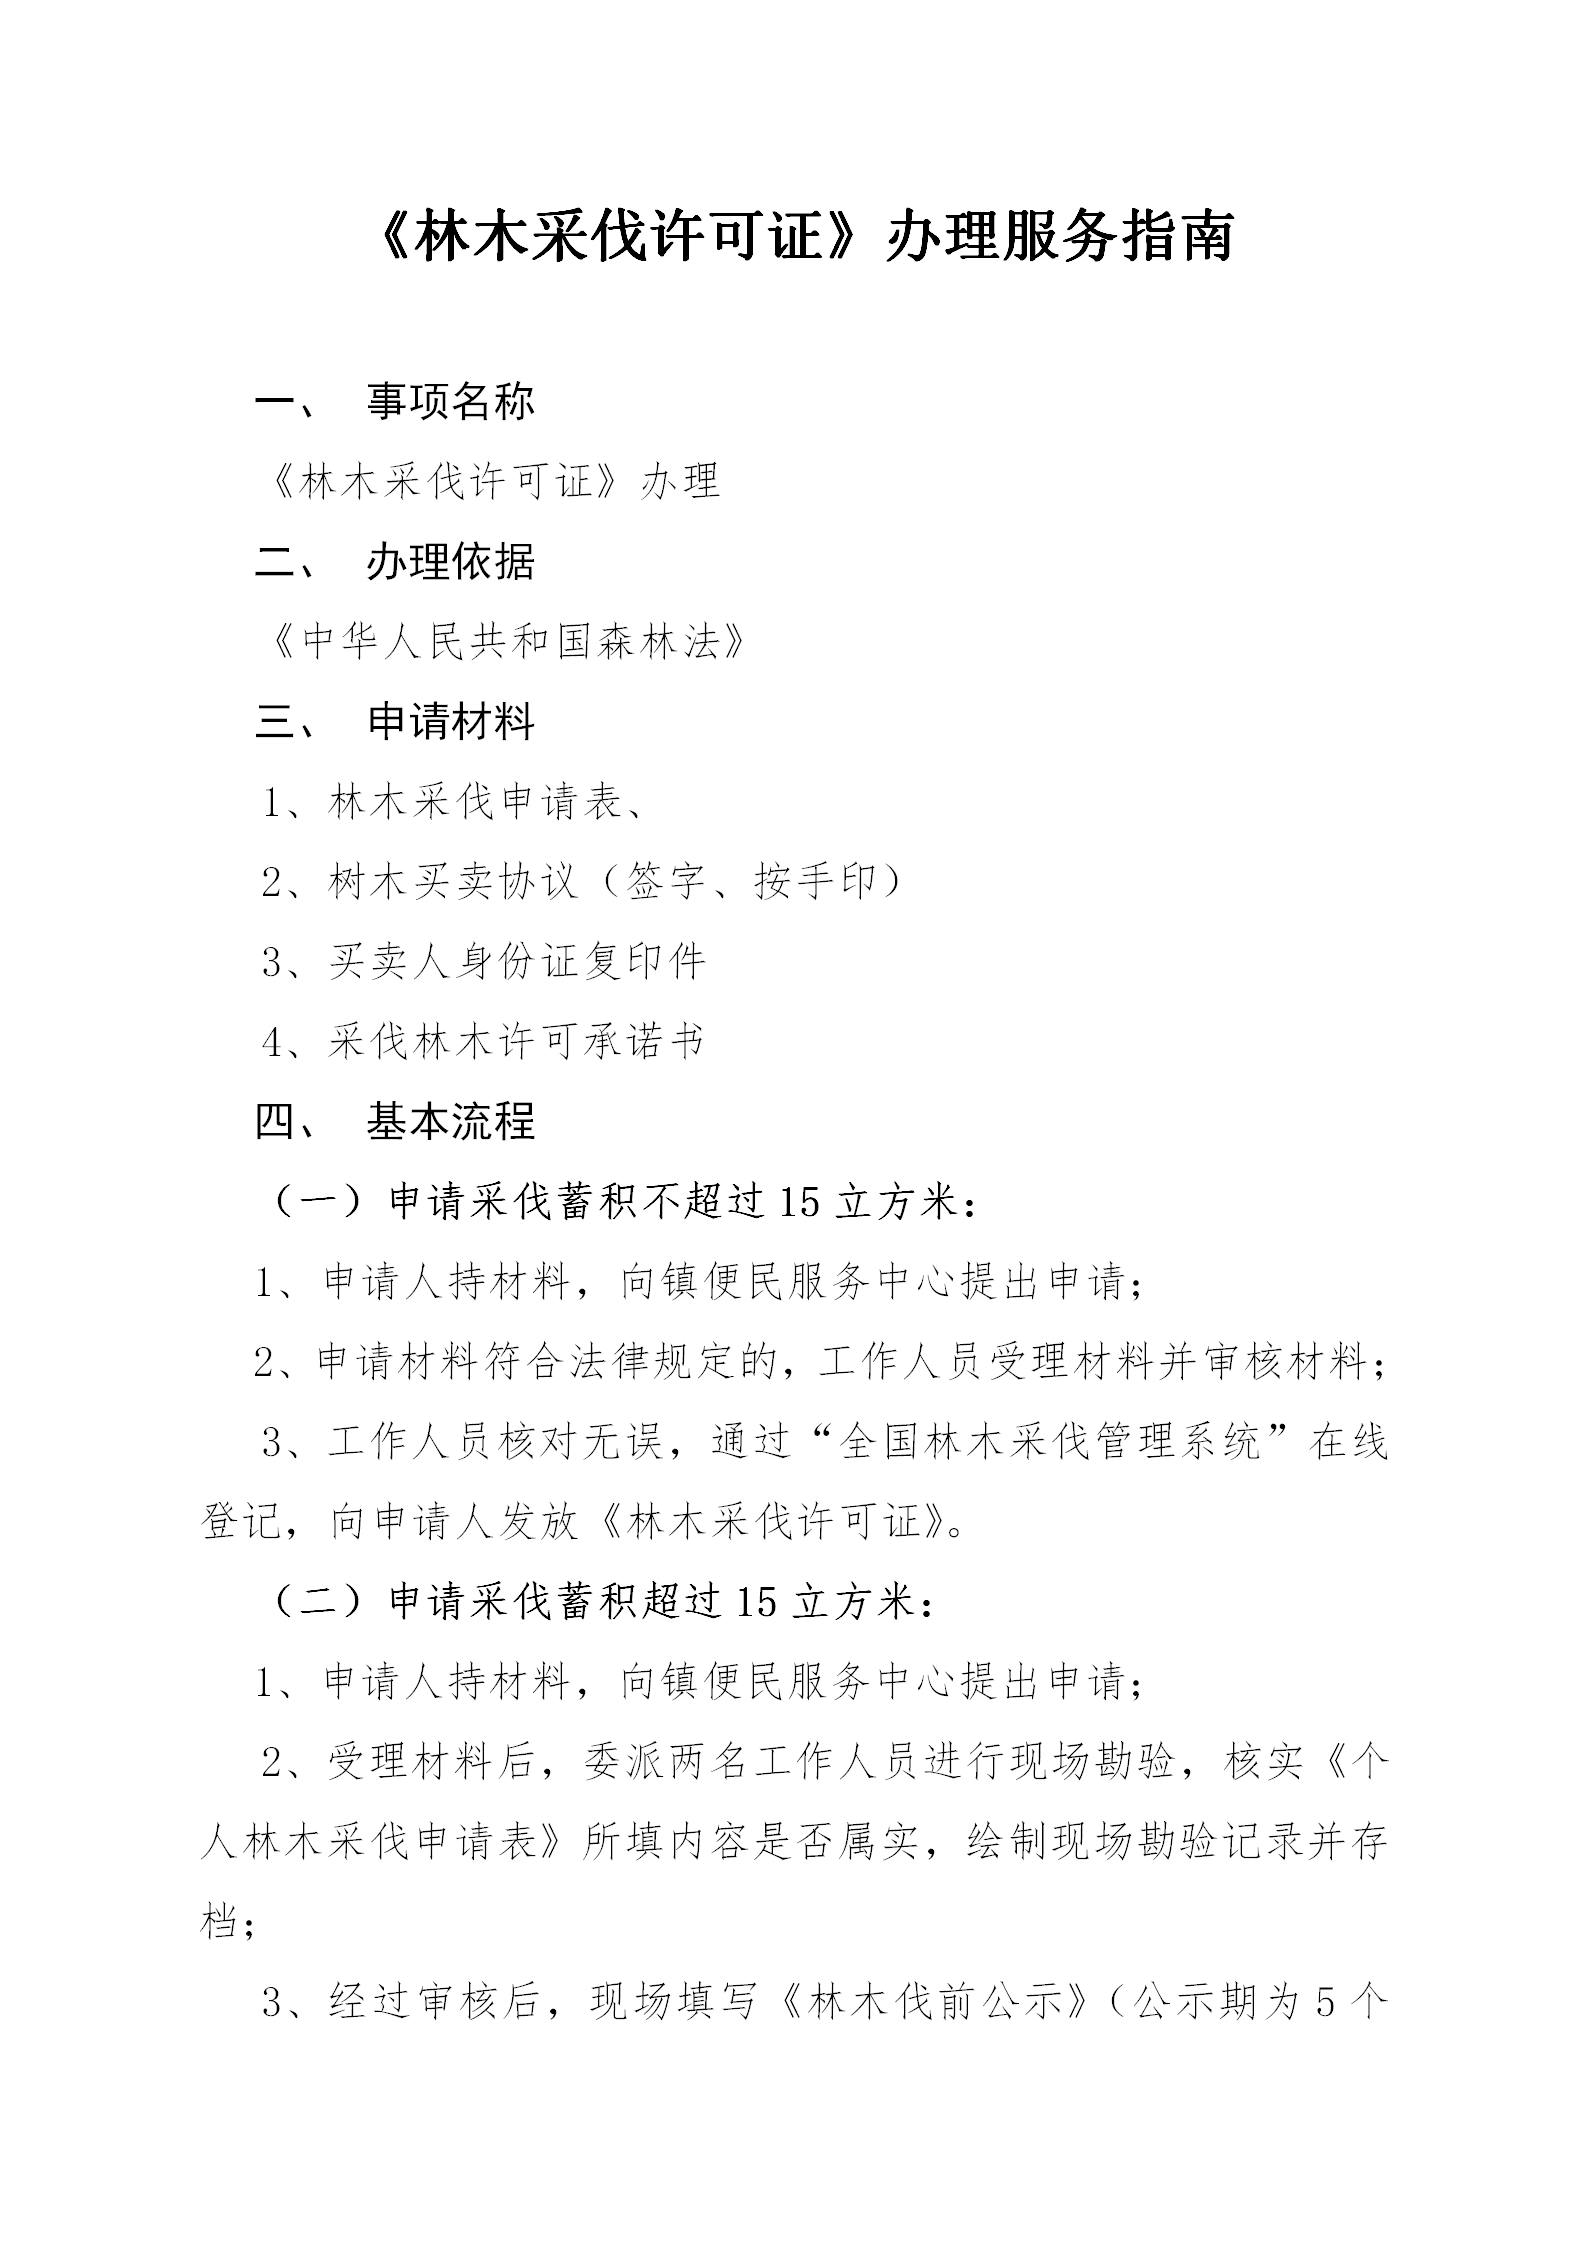 《林木采伐许可证》办理服务指南
一、 事项名称
《林木采伐许可证》办理
二、 办理依据
《中华人民共和国森林法》
三、 申请材料
1、林木采伐申请表、
2、树木买卖协议（签字、按手印）
3、买卖人身份证复印件
4、采伐林木许可承诺书
四、 基本流程
（一）申请采伐蓄积不超过 15 立方米：
1、申请人持材料，向镇便民服务中心提出申请；
2、申请材料符合法律规定的，工作人员受理材料并审核材料；
3、工作人员核对无误，通过“全国林木采伐管理系统”在线
登记，向申请人发放《林木采伐许可证》。
（二）申请采伐蓄积超过 15 立方米：
1、申请人持材料，向镇便民服务中心提出申请；
2、受理材料后，委派两名工作人员进行现场勘验，核实《个
人林木采伐申请表》所填内容是否属实，绘制现场勘验记录并存
档；
3、经过审核后，现场填写《林木伐前公示》（公示期为 5 个